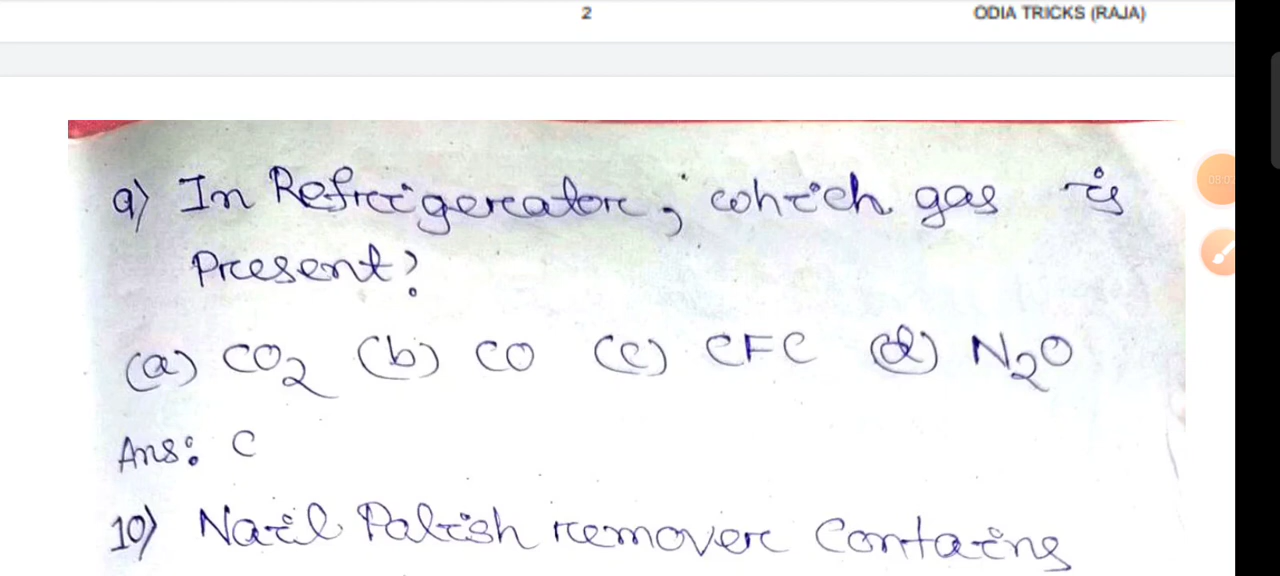 2 ODIA TRICKS (RAJA)
9) In Refrigerator, which gas is
Present?
(a) CO2 (b) CO (c) CFC (d) N2O
Ans: C
10) Nail Polish remover Contains